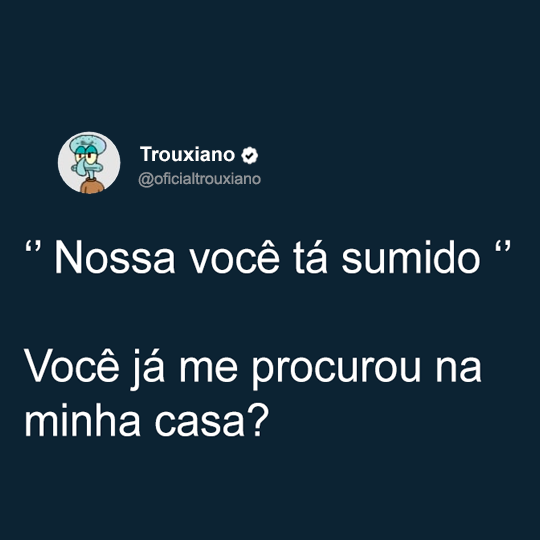 Trouxiano
@oficialtrouxiano
‘’ Nossa você tá sumido ‘’
Você já me procurou na
minha casa?